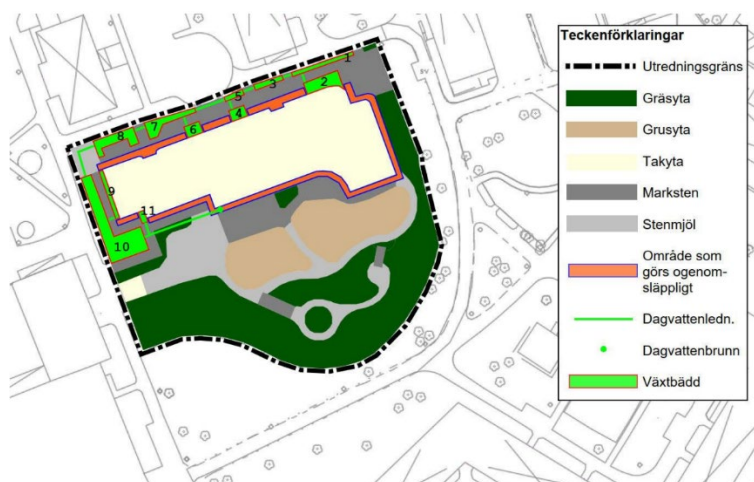 Teckenförklaringar
Utredningsgräns
Gräsyta
Grusyta
Takyta
Marksten
Stenmjöl
Område som
görs ogenom-
släppligt
Dagvattenledn.
Dagvattenbrunn
Växtbädd
1
2
3
5
4
7
6
8
9
11
10